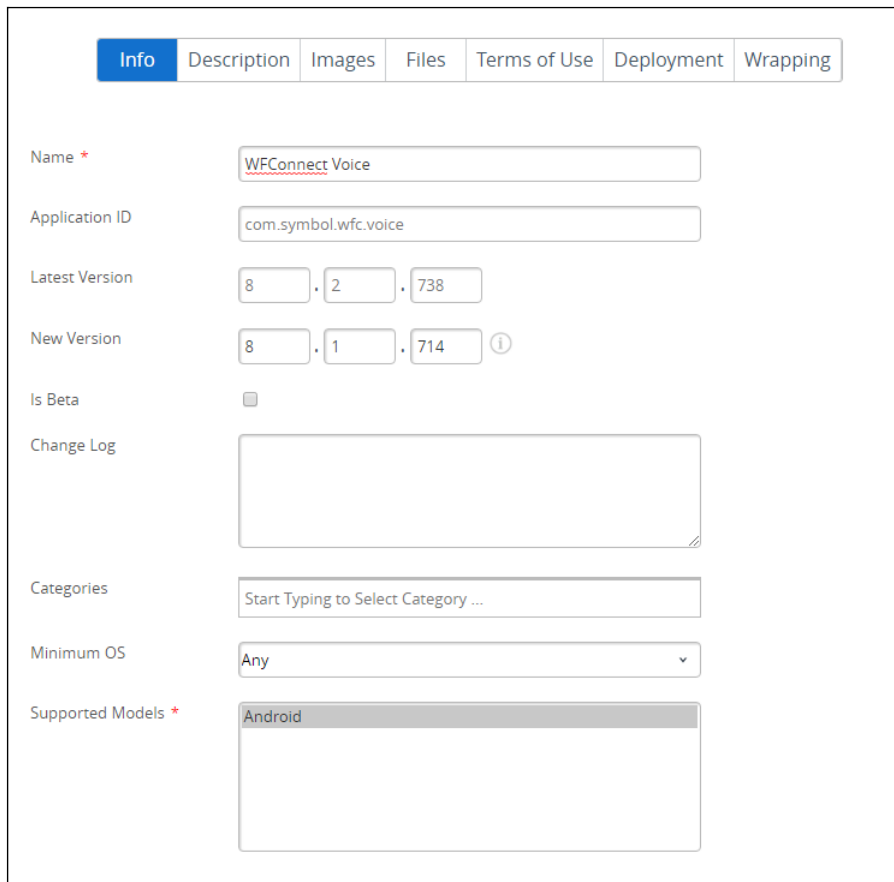 Info Description Images Files Terms of Use Deployment Wrapping
Name * WFConnect Voice
Application ID com.symbol.wfc.voice
Latest Version 8 . 2 . 738
New Version 8 . 1 . 714 i
Is Beta
Change Log
Categories Start Typing to Select Category ...
Minimum OS Any
Supported Models * Android